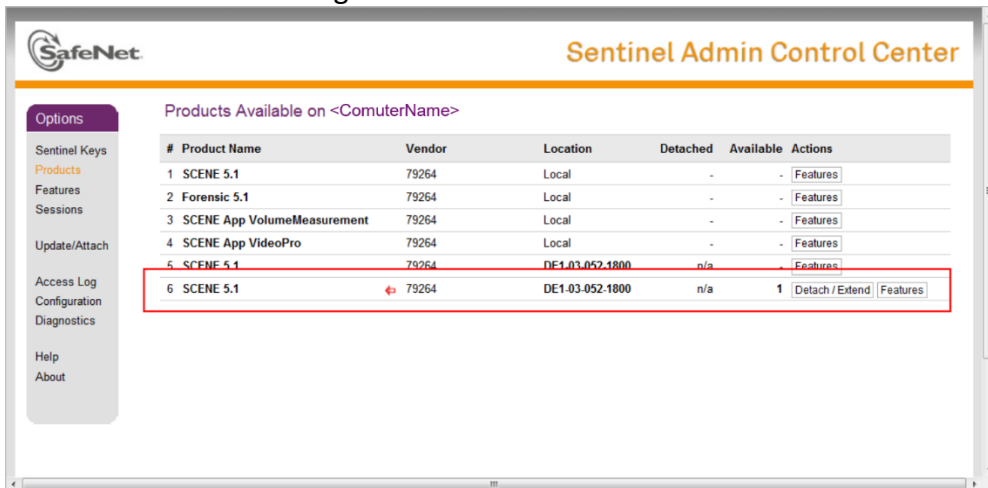 SafeNet.
Sentinel Admin Control Center
Options
Sentinel Keys
Products
Features
Sessions
Update/Attach
Access Log
Configuration
Diagnostics
Help
About
Products Available on <ComuterName>
# Product Name Vendor Location Detached Available Actions
1 SCENE 5.1 79264 Local - - Features
2 Forensic 5.1 79264 Local - - Features
3 SCENE App VolumeMeasurement 79264 Local - - Features
4 SCENE App VideoPro 79264 Local - - Features
5 SCENE 5.1 79264 DE1-03-052-1800 n/a - Features
6 SCENE 5.1 79264 DE1-03-052-1800 n/a 1 Detach / Extend Features